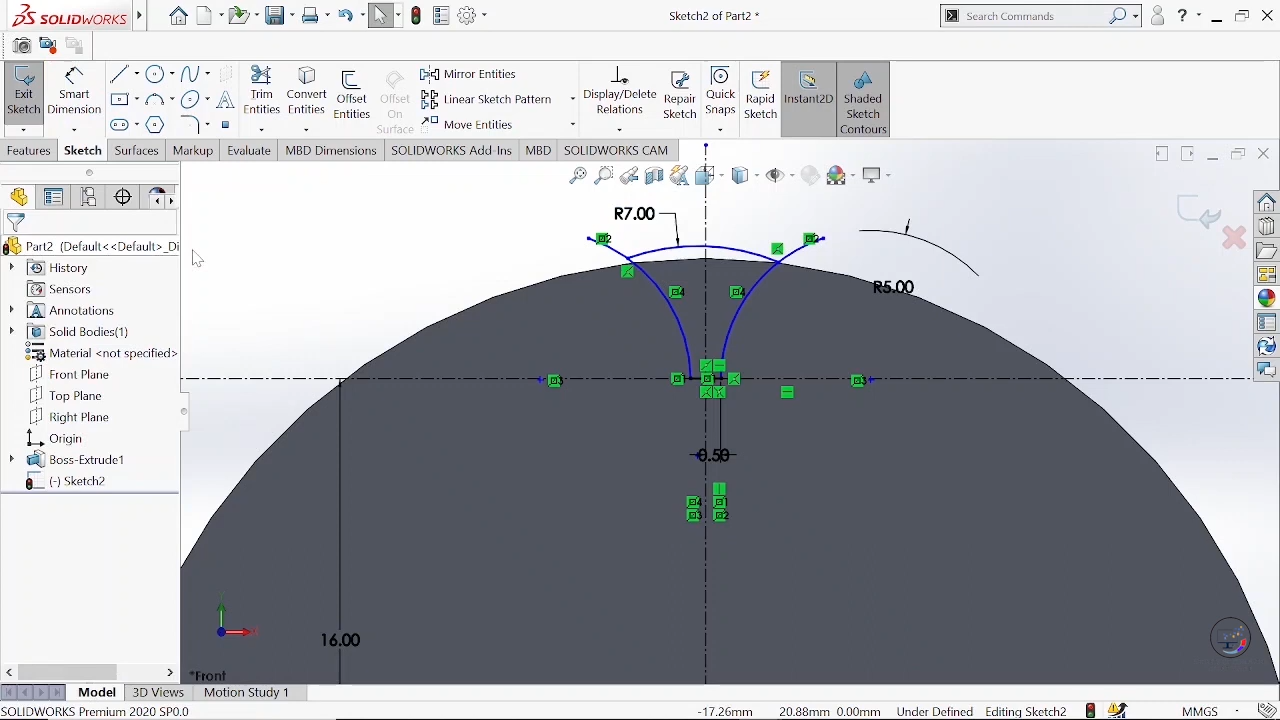 SOLIDWORKS
Sketch2 of Part2 *
Search Commands
Exit Sketch
Smart Dimension
Trim Entities
Convert Entities
Offset Entities
Offset On Surface
Mirror Entities
Linear Sketch Pattern
Move Entities
Display/Delete Relations
Repair Sketch
Quick Snaps
Rapid Sketch
Instant2D
Shaded Sketch Contours
Features
Sketch
Surfaces
Markup
Evaluate
MBD Dimensions
SOLIDWORKS Add-Ins
MBD
SOLIDWORKS CAM
Part2 (Default<<Default>_Di
History
Sensors
Annotations
Solid Bodies(1)
Material <not specified>
Front Plane
Top Plane
Right Plane
Origin
Boss-Extrude1
(-) Sketch2
R7.00
R5.00
0.50
16.00
*Front
Model
3D Views
Motion Study 1
SOLIDWORKS Premium 2020 SP0.0
-17.26mm
20.88mm
0.00mm
Under Defined
Editing Sketch2
MMGS